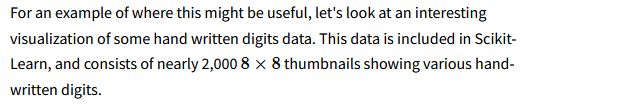 For an example of where this might be useful, let's look at an interesting
visualization of some hand written digits data. This data is included in Scikit-
Learn, and consists of nearly 2,000 8 × 8 thumbnails showing various hand-
written digits.